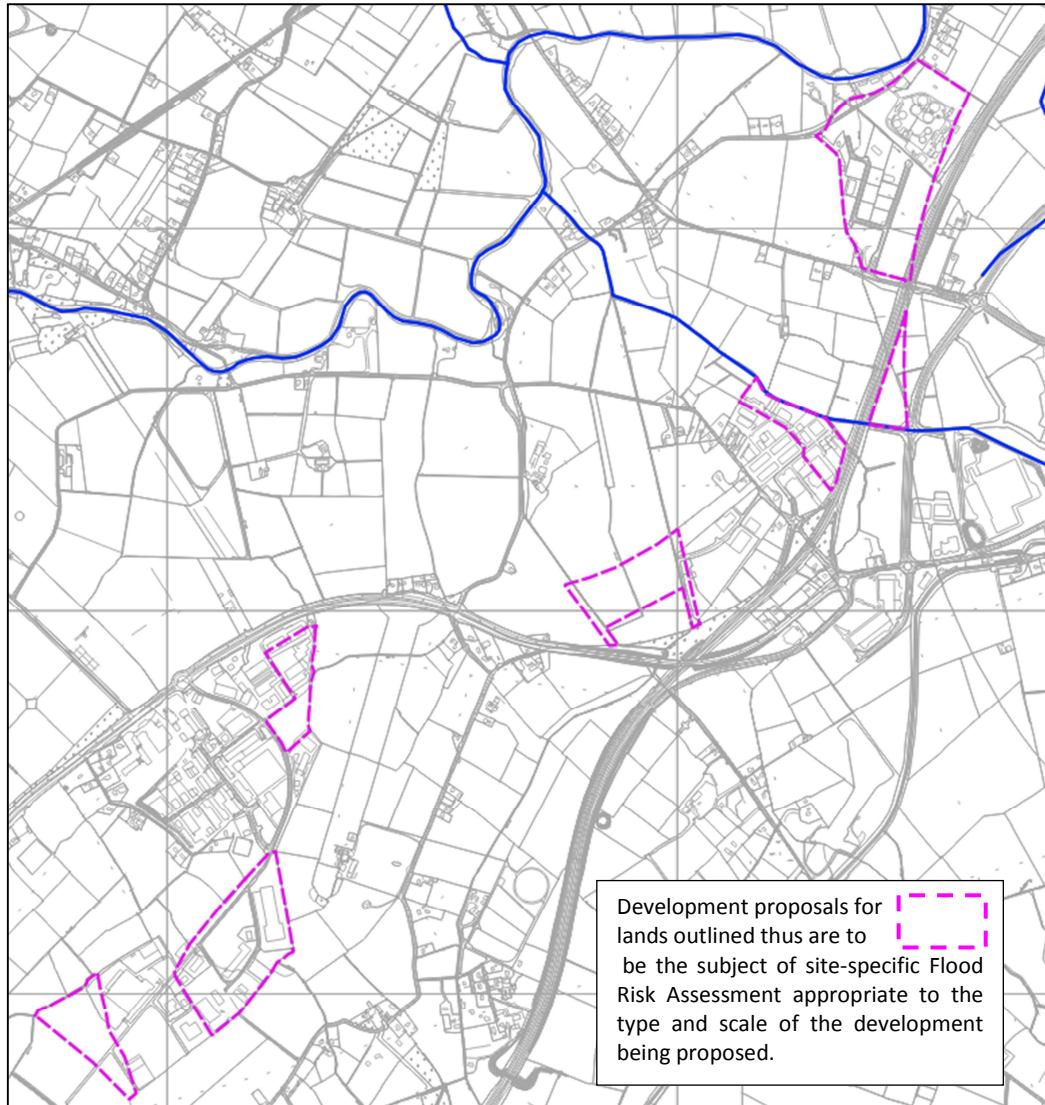 Development proposals for
lands outlined thus are to
be the subject of site-specific Flood
Risk Assessment appropriate to the
type and scale of the development
being proposed.